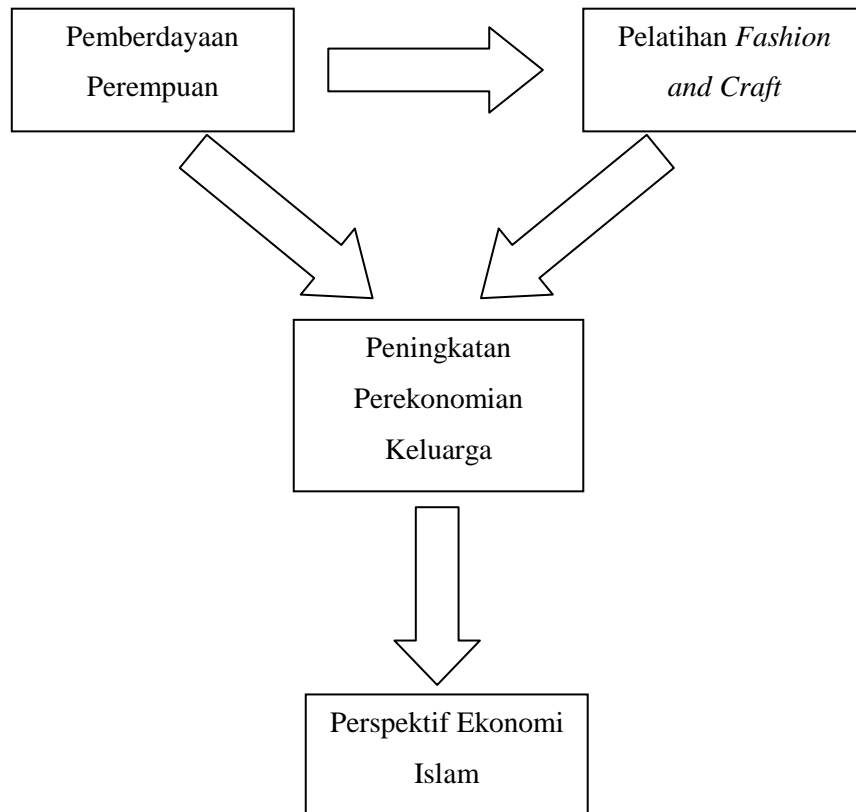 Pemberdayaan
Perempuan
Pelatihan Fashion
and Craft
Peningkatan
Perekonomian
Keluarga
Perspektif Ekonomi
Islam